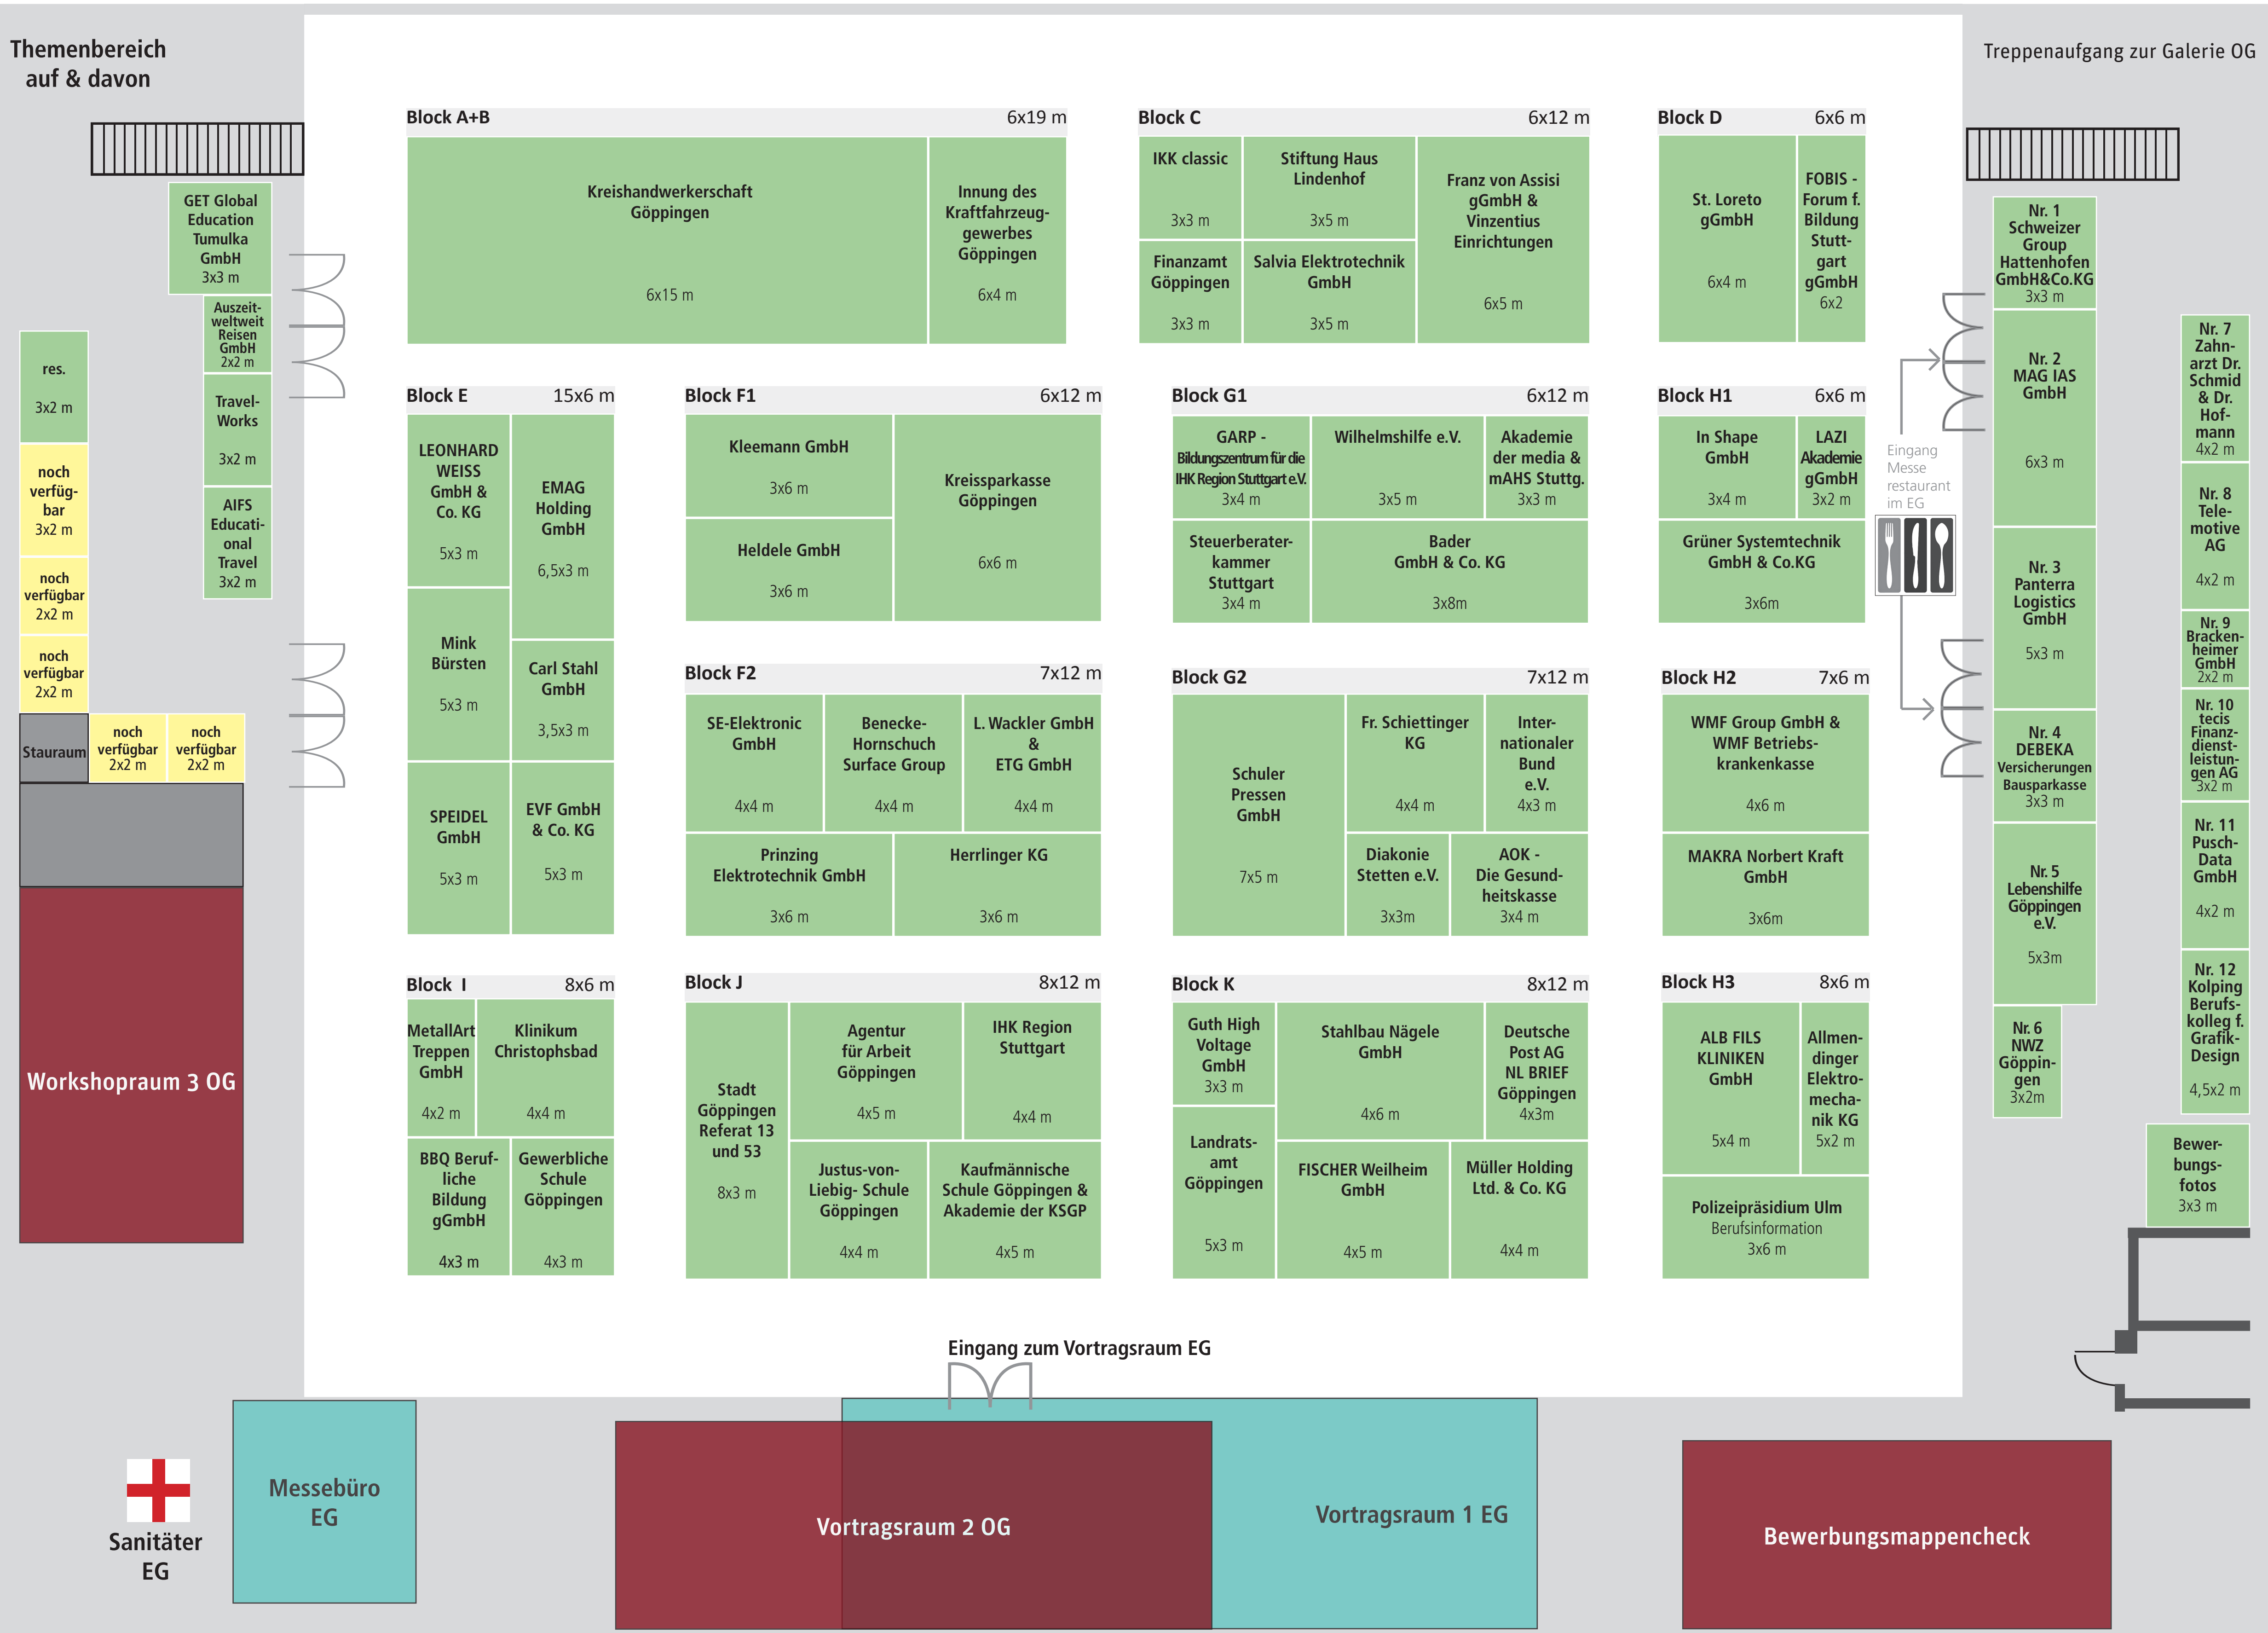 Themenbereich
auf & davon
Treppenaufgang zur Galerie OG
GET Global
Education
Tumulka
GmbH
3x3 m
Auszeit-
weltweit
Reisen
GmbH
2x2 m
Travel-
Works
3x2 m
AIFS
Educati-
onal
Travel
3x2 m
res.
3x2 m
noch
verfüg-
bar
3x2 m
noch
verfügbar
2x2 m
noch
verfügbar
2x2 m
Stauraum
noch
verfügbar
2x2 m
noch
verfügbar
2x2 m
Workshopraum 3 OG
Block A+B 6x19 m
Kreishandwerkerschaft
Göppingen
6x15 m
Innung des
Kraftfahrzeug-
gewerbes
Göppingen
6x4 m
Block C 6x12 m
IKK classic
3x3 m
Stiftung Haus
Lindenhof
3x5 m
Franz von Assisi
gGmbH &
Vinzentius
Einrichtungen
6x5 m
Finanzamt
Göppingen
3x3 m
Salvia Elektrotechnik
GmbH
3x5 m
Block D 6x6 m
St. Loreto
gGmbH
6x4 m
FOBIS -
Forum f.
Bildung
Stutt-
gart
gGmbH
6x2
Block E 15x6 m
LEONHARD
WEISS
GmbH &
Co. KG
5x3 m
EMAG
Holding
GmbH
6,5x3 m
Mink
Bürsten
5x3 m
Carl Stahl
GmbH
3,5x3 m
SPEIDEL
GmbH
5x3 m
EVF GmbH
& Co. KG
5x3 m
Block F1 6x12 m
Kleemann GmbH
3x6 m
Kreissparkasse
Göppingen
6x6 m
Heldele GmbH
3x6 m
Block G1 6x12 m
GARP -
Bildungszentrum für die
IHK Region Stuttgart e.V.
3x4 m
Wilhelmshilfe e.V.
3x5 m
Akademie
der media &
mAHS Stuttg.
3x3 m
Steuerberater-
kammer
Stuttgart
3x4 m
Bader
GmbH & Co. KG
3x8m
Block H1 6x6 m
In Shape
GmbH
3x4 m
LAZI
Akademie
gGmbH
3x2 m
Grüner Systemtechnik
GmbH & Co.KG
3x6m
Eingang
Messe
restaurant
im EG
Block F2 7x12 m
SE-Elektronic
GmbH
4x4 m
Benecke-
Hornschuch
Surface Group
4x4 m
L. Wackler GmbH
&
ETG GmbH
4x4 m
Prinzing
Elektrotechnik GmbH
3x6 m
Herrlinger KG
3x6 m
Block G2 7x12 m
Schuler
Pressen
GmbH
7x5 m
Fr. Schiettinger
KG
4x4 m
Inter-
nationaler
Bund
e.V.
4x3 m
Diakonie
Stetten e.V.
3x3m
AOK -
Die Gesund-
heitskasse
3x4 m
Block H2 7x6 m
WMF Group GmbH &
WMF Betriebs-
krankenkasse
4x6 m
MAKRA Norbert Kraft
GmbH
3x6m
Block I 8x6 m
MetallArt
Treppen
GmbH
4x2 m
Klinikum
Christophsbad
4x4 m
BBQ Beruf-
liche
Bildung
gGmbH
4x3 m
Gewerbliche
Schule
Göppingen
4x3 m
Block J 8x12 m
Stadt
Göppingen
Referat 13
und 53
8x3 m
Agentur
für Arbeit
Göppingen
4x5 m
IHK Region
Stuttgart
4x4 m
Justus-von-
Liebig- Schule
Göppingen
4x4 m
Kaufmännische
Schule Göppingen &
Akademie der KSGP
4x5 m
Block K 8x12 m
Guth High
Voltage
GmbH
3x3 m
Stahlbau Nägele
GmbH
4x6 m
Deutsche
Post AG
NL BRIEF
Göppingen
4x3m
Landrats-
amt
Göppingen
5x3 m
FISCHER Weilheim
GmbH
4x5 m
Müller Holding
Ltd. & Co. KG
4x4 m
Block H3 8x6 m
ALB FILS
KLINIKEN
GmbH
5x4 m
Allmen-
dinger
Elektro-
mecha-
nik KG
5x2 m
Polizeipräsidium Ulm
Berufsinformation
3x6 m
Nr. 1
Schweizer
Group
Hattenhofen
GmbH&Co.KG
3x3 m
Nr. 2
MAG IAS
GmbH
6x3 m
Nr. 3
Panterra
Logistics
GmbH
5x3 m
Nr. 4
DEBEKA
Versicherungen
Bausparkasse
3x3 m
Nr. 5
Lebenshilfe
Göppingen
e.V.
5x3m
Nr. 6
NWZ
Göppin-
gen
3x2m
Nr. 7
Zahn-
arzt Dr.
Schmid
& Dr.
Hof-
mann
4x2 m
Nr. 8
Tele-
motive
AG
4x2 m
Nr. 9
Bracken-
heimer
GmbH
2x2 m
Nr. 10
tecis
Finanz-
dienst-
leistun-
gen AG
3x2 m
Nr. 11
Pusch-
Data
GmbH
4x2 m
Nr. 12
Kolping
Berufs-
kolleg f.
Grafik-
Design
4,5x2 m
Bewer-
bungs-
fotos
3x3 m
Eingang zum Vortragsraum EG
Sanitäter
EG
Messebüro
EG
Vortragsraum 2 OG
Vortragsraum 1 EG
Bewerbungsmappencheck